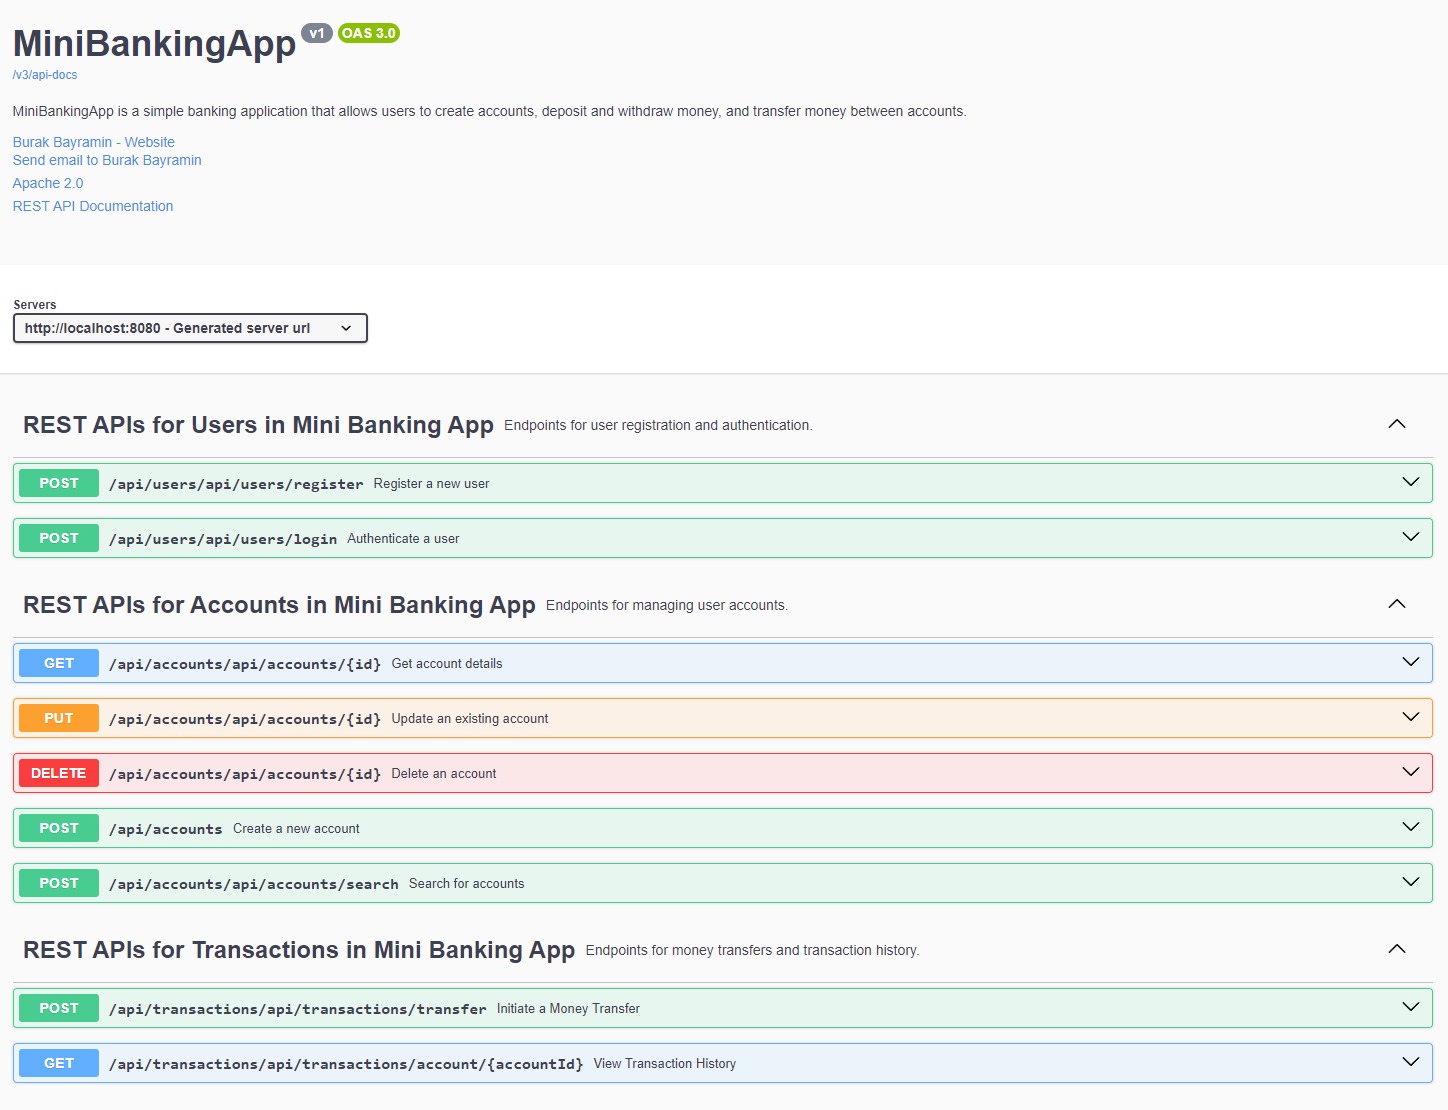 MiniBankingApp v1 OAS 3.0
/v3/api-docs
MiniBankingApp is a simple banking application that allows users to create accounts, deposit and withdraw money, and transfer money between accounts.
Burak Bayramin - Website
Send email to Burak Bayramin
Apache 2.0
REST API Documentation
Servers
http://localhost:8080 - Generated server url
REST APIs for Users in Mini Banking App Endpoints for user registration and authentication.
POST /api/users/api/users/register Register a new user
POST /api/users/api/users/login Authenticate a user
REST APIs for Accounts in Mini Banking App Endpoints for managing user accounts.
GET /api/accounts/api/accounts/{id} Get account details
PUT /api/accounts/api/accounts/{id} Update an existing account
DELETE /api/accounts/api/accounts/{id} Delete an account
POST /api/accounts Create a new account
POST /api/accounts/api/accounts/search Search for accounts
REST APIs for Transactions in Mini Banking App Endpoints for money transfers and transaction history.
POST /api/transactions/api/transactions/transfer Initiate a Money Transfer
GET /api/transactions/api/transactions/account/{accountId} View Transaction History